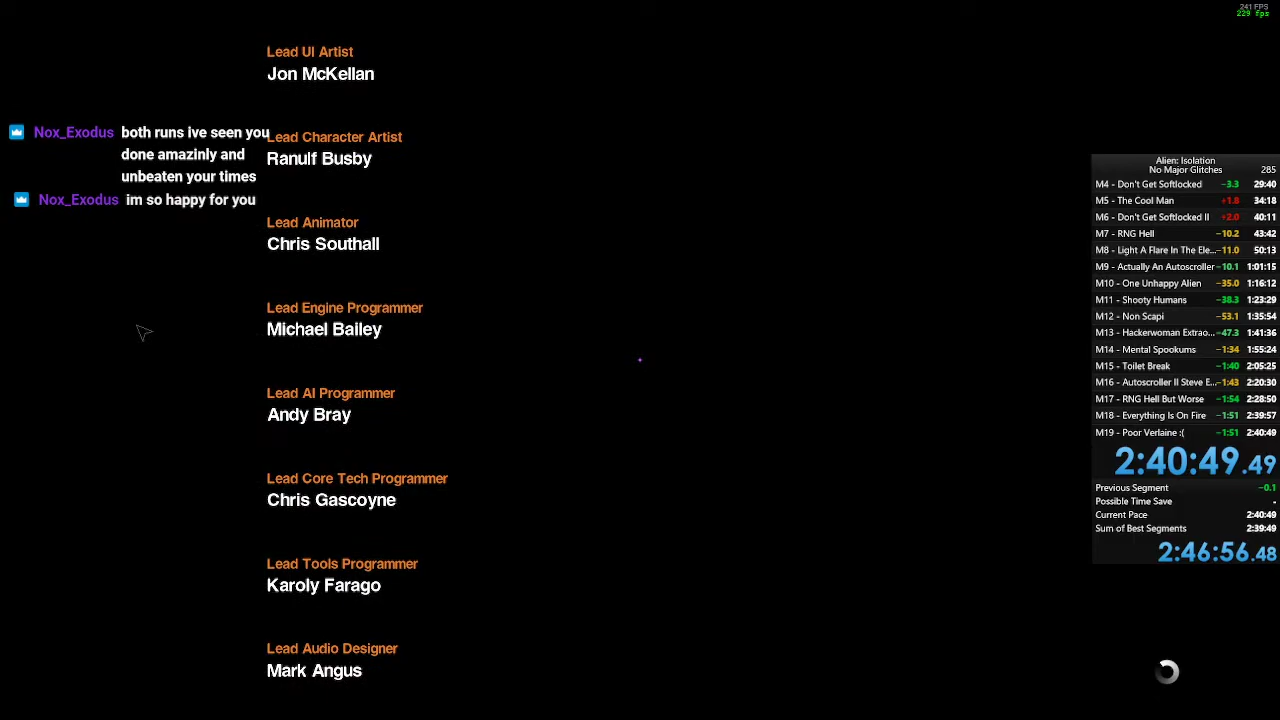 241 FPS
229 fps
Lead UI Artist
Jon McKellan
Nox_Exodus both runs ive seen you
done amazinly and
unbeaten your times
Nox_Exodus im so happy for you
Lead Character Artist
Ranulf Busby
Lead Animator
Chris Southall
Lead Engine Programmer
Michael Bailey
Lead AI Programmer
Andy Bray
Lead Core Tech Programmer
Chris Gascoyne
Lead Tools Programmer
Karoly Farago
Lead Audio Designer
Mark Angus
Alien: Isolation
No Major Glitches 285
M4 - Don't Get Softlocked −3.3 29:40
M5 - The Cool Man +1.8 34:18
M6 - Don't Get Softlocked II +2.0 40:11
M7 - RNG Hell −10.2 43:42
M8 - Light A Flare In The Ele... −11.0 50:13
M9 - Actually An Autoscroller −10.1 1:01:15
M10 - One Unhappy Alien −35.0 1:16:12
M11 - Shooty Humans −38.3 1:23:29
M12 - Non Scapi −53.1 1:35:54
M13 - Hackerwoman Extrao... −47.3 1:41:36
M14 - Mental Spookums −1:34 1:55:24
M15 - Toilet Break −1:40 2:05:25
M16 - Autoscroller II Steve E... −1:43 2:20:30
M17 - RNG Hell But Worse −1:54 2:28:50
M18 - Everything Is On Fire −1:51 2:39:57
M19 - Poor Verlaine :( −1:51 2:40:49
2:40:49.49
Previous Segment −0.1
Possible Time Save -
Current Pace 2:40:49
Sum of Best Segments 2:39:49
2:46:56.48